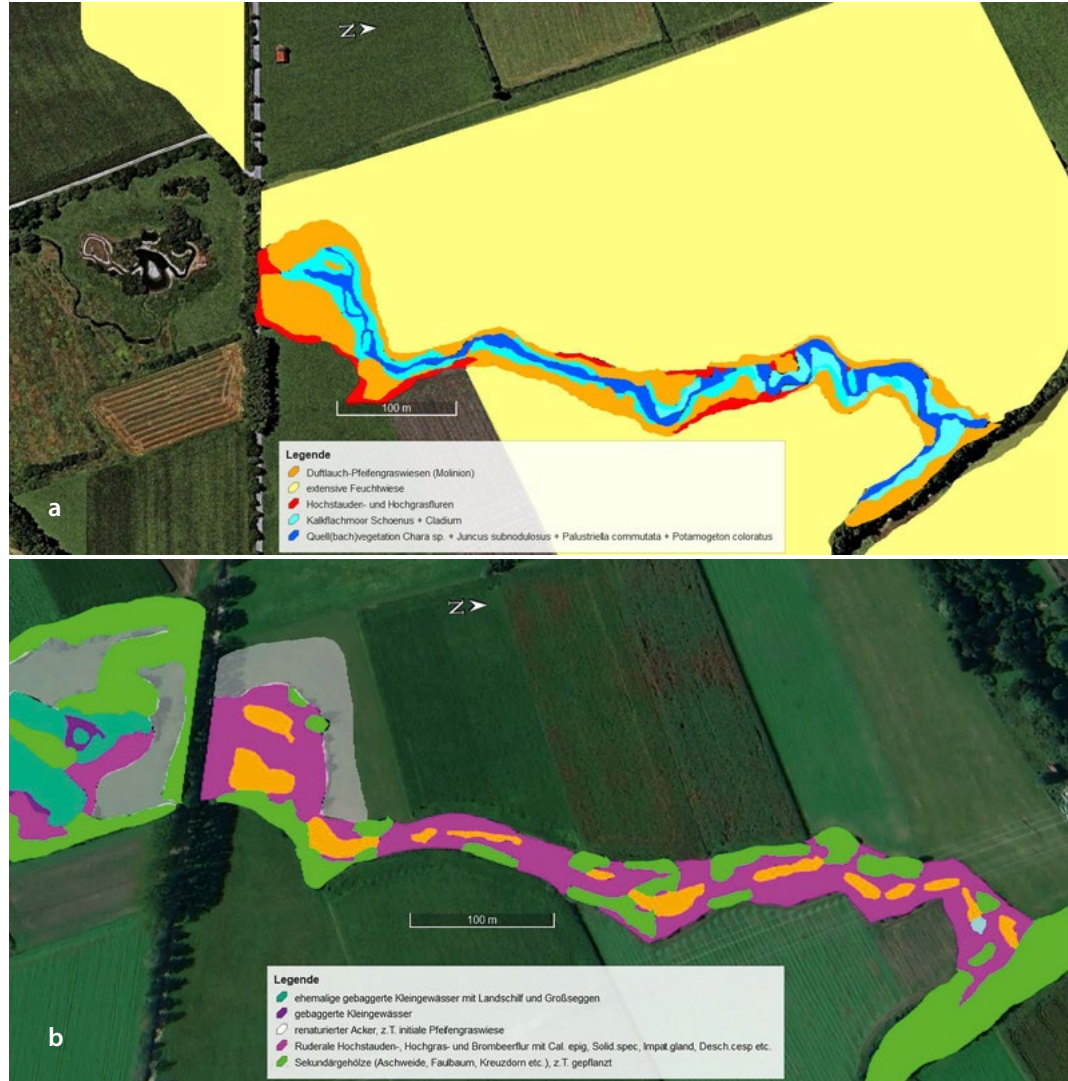 N
100 m
Legende
Duftlauch-Pfeifengraswiesen (Molinion)
extensive Feuchtwiese
Hochstauden- und Hochgrasfluren
Kalkflachmoor Schoenus + Cladium
Quell(bach)vegetation Chara sp. + Juncus subnodulosus + Palustriella commutata + Potamogeton coloratus
a
N
100 m
Legende
ehemalige gebaggerte Kleingewässer mit Landschilf und Großseggen
gebaggerte Kleingewässer
renaturierter Acker, z.T. initiale Pfeifengraswiese
Ruderale Hochstauden-, Hochgras- und Brombeerflur mit Cal. epig, Solid.spec, Impat.gland, Desch.cesp etc.
Sekundärgehölze (Aschweide, Faulbaum, Kreuzdorn etc.), z.T. gepflanzt
b